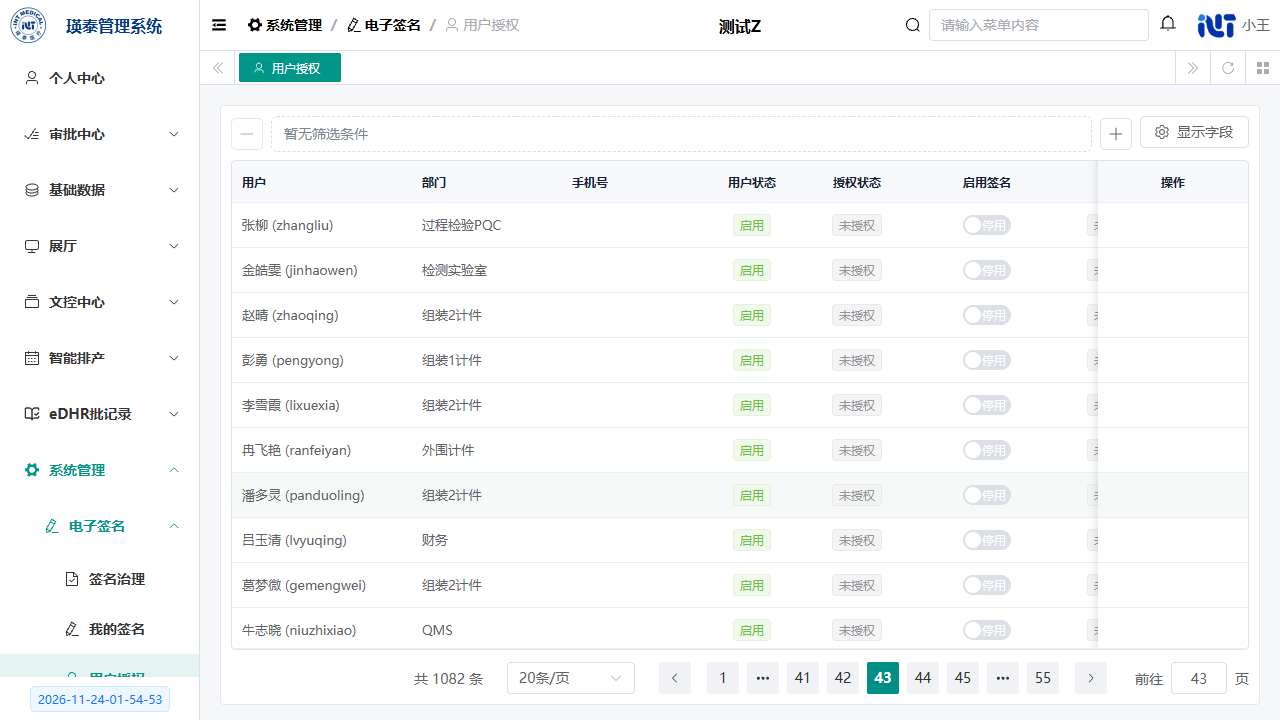 瑛泰管理系统
系统管理 / 电子签名 / 用户授权
测试Z
请输入菜单内容
小王
个人中心
审批中心
基础数据
展厅
文控中心
智能排产
eDHR批记录
系统管理
电子签名
签名治理
我的签名
用户授权
2026-11-24-01-54-53
用户授权
暂无筛选条件
显示字段
用户 部门 手机号 用户状态 授权状态 启用签名 操作
张柳 (zhangliu) 过程检验PQC 启用 未授权 停用
金皓雯 (jinhaowen) 检测实验室 启用 未授权 停用
赵晴 (zhaoqing) 组装2计件 启用 未授权 停用
彭勇 (pengyong) 组装1计件 启用 未授权 停用
李雪霞 (lixuexia) 组装2计件 启用 未授权 停用
冉飞艳 (ranfeiyan) 外围计件 启用 未授权 停用
潘多灵 (panduoling) 组装2计件 启用 未授权 停用
吕玉清 (lvyuqing) 财务 启用 未授权 停用
葛梦微 (gemengwei) 组装2计件 启用 未授权 停用
牛志晓 (niuzhixiao) QMS 启用 未授权 停用
共 1082 条 20条/页 1 ••• 41 42 43 44 45 ••• 55 前往 43 页